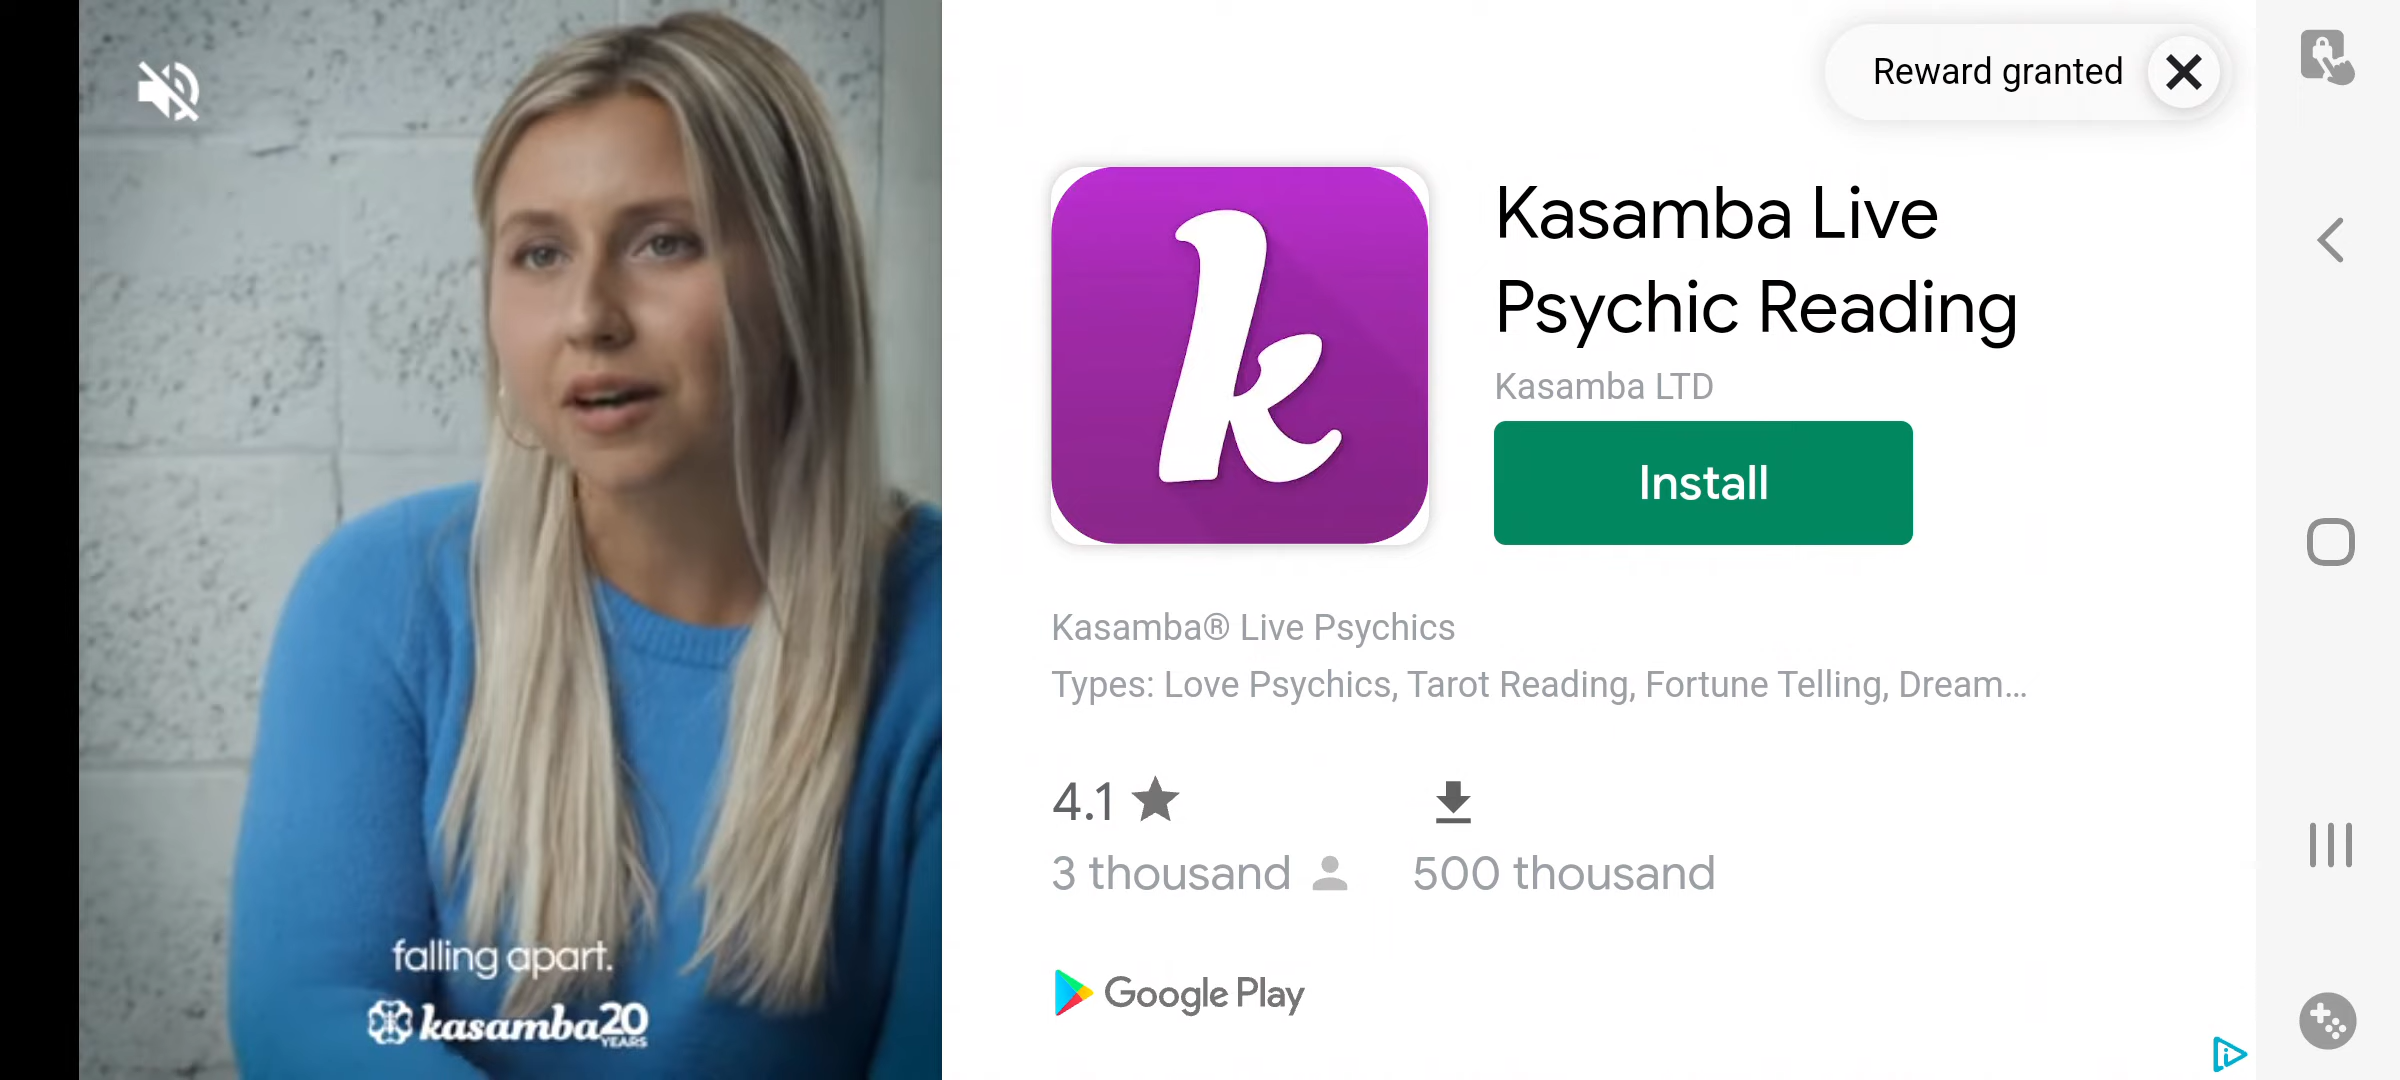 Reward granted
Kasamba Live
Psychic Reading
Kasamba LTD
Install
Kasamba® Live Psychics
Types: Love Psychics, Tarot Reading, Fortune Telling, Dream...
4.1
3 thousand
500 thousand
Google Play
falling apart.
kasamba20
YEARS